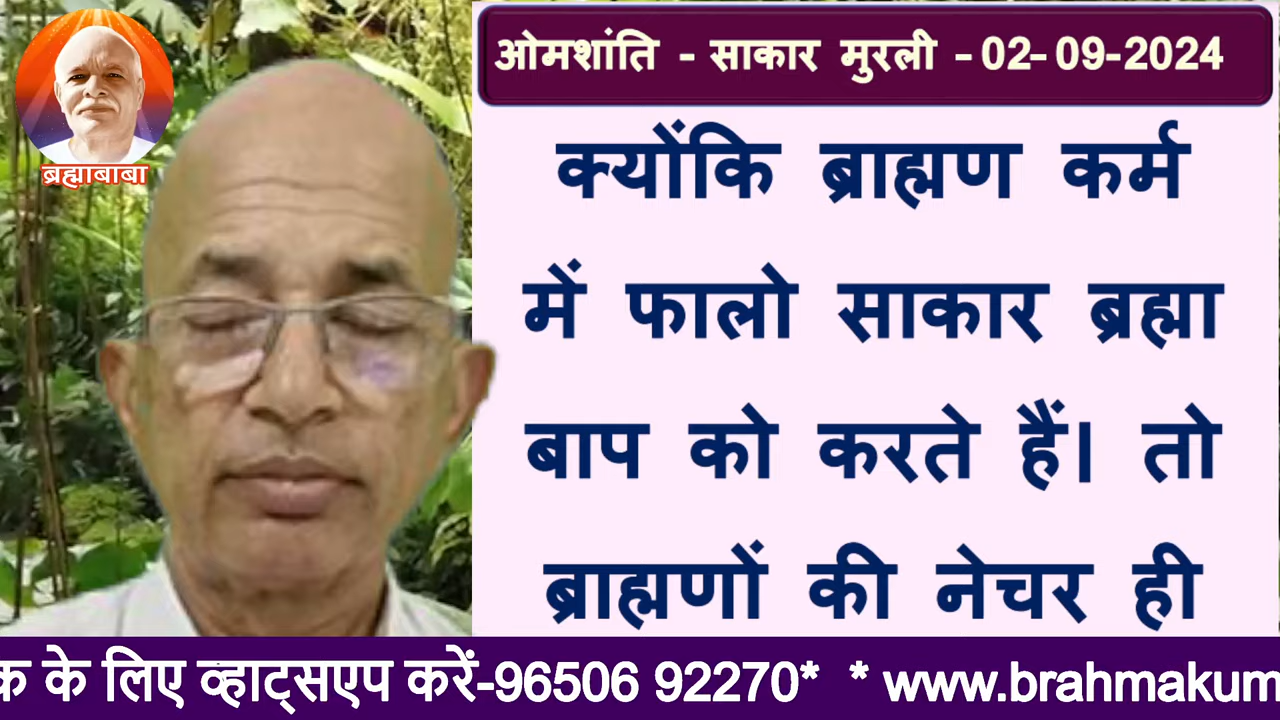 ओमशांति - साकार मुरली - 02-09-2024
ब्रह्माबाबा
क्योंकि ब्राह्मण कर्म
में फालो साकार ब्रह्मा
बाप को करते हैं। तो
ब्राह्मणों की नेचर ही
क के लिए व्हाट्सएप करें-96506 92270* * www.brahmakum